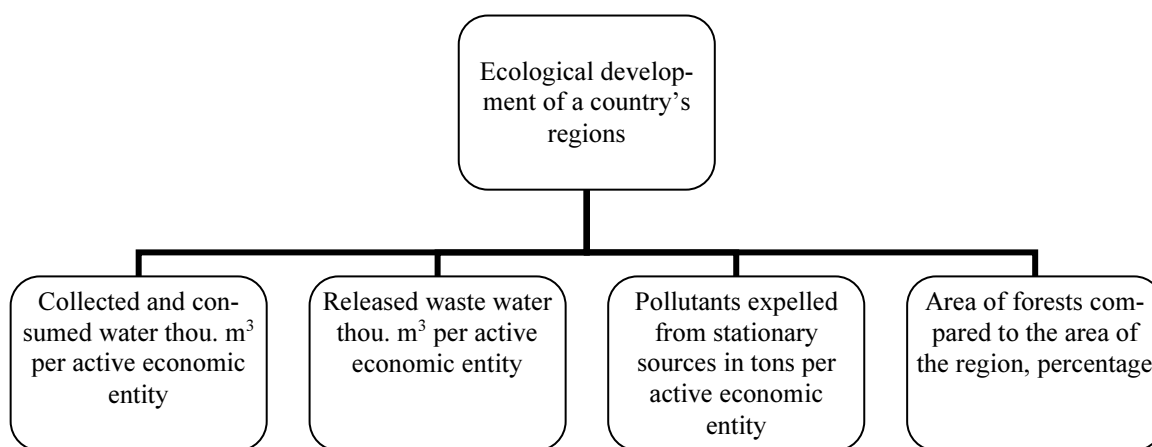 Ecological develop-
ment of a country’s
regions
Collected and con-
sumed water thou. m³
per active economic
entity
Released waste water
thou. m³ per active
economic entity
Pollutants expelled
from stationary
sources in tons per
active economic
entity
Area of forests com-
pared to the area of
the region, percentage